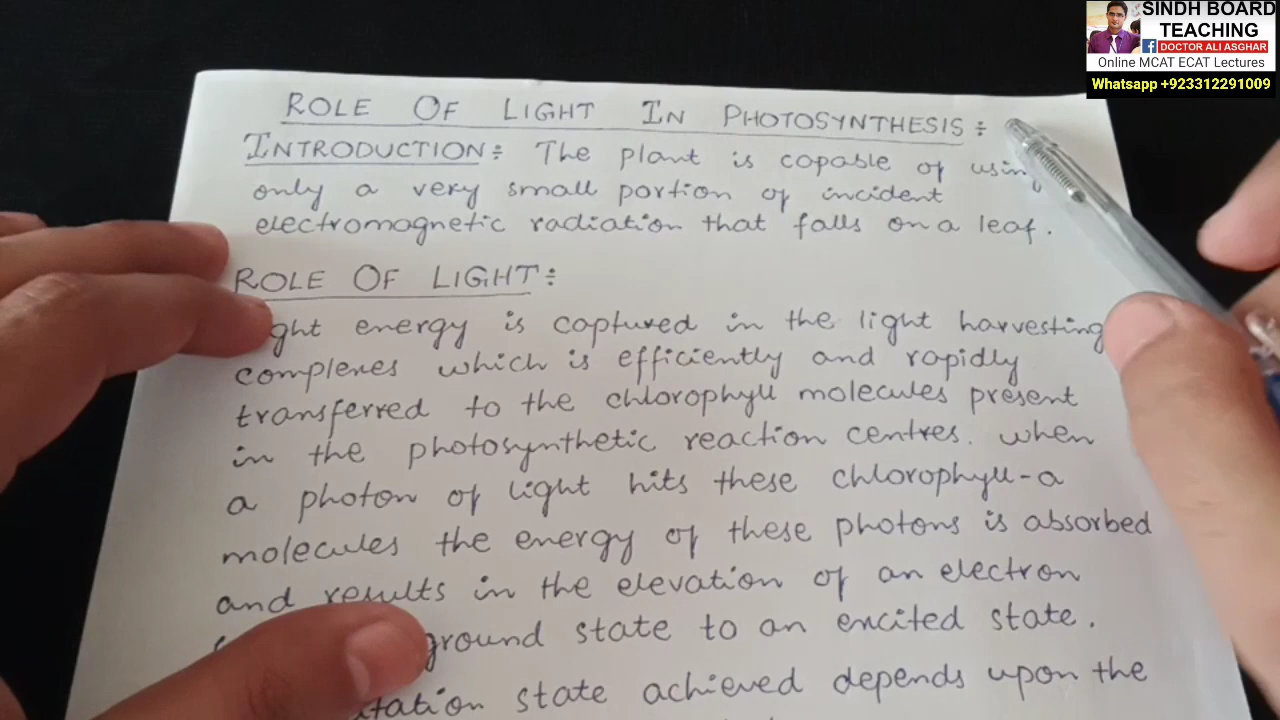 SINDH BOARD
TEACHING
DOCTOR ALI ASGHAR
Online MCAT ECAT Lectures
Whatsapp +923312291009
ROLE OF LIGHT IN PHOTOSYNTHESIS:
INTRODUCTION: The plant is capable of using
only a very small portion of incident
electromagnetic radiation that falls on a leaf.
ROLE OF LIGHT:
ght energy is captured in the light harvesting
complexes which is efficiently and rapidly
transferred to the chlorophyll molecules present
in the photosynthetic reaction centres. When
a photon of light hits these chlorophyll-a
molecules the energy of these photons is absorbed
and results in the elevation of an electron
ground state to an excited state.
state achieved depends upon the